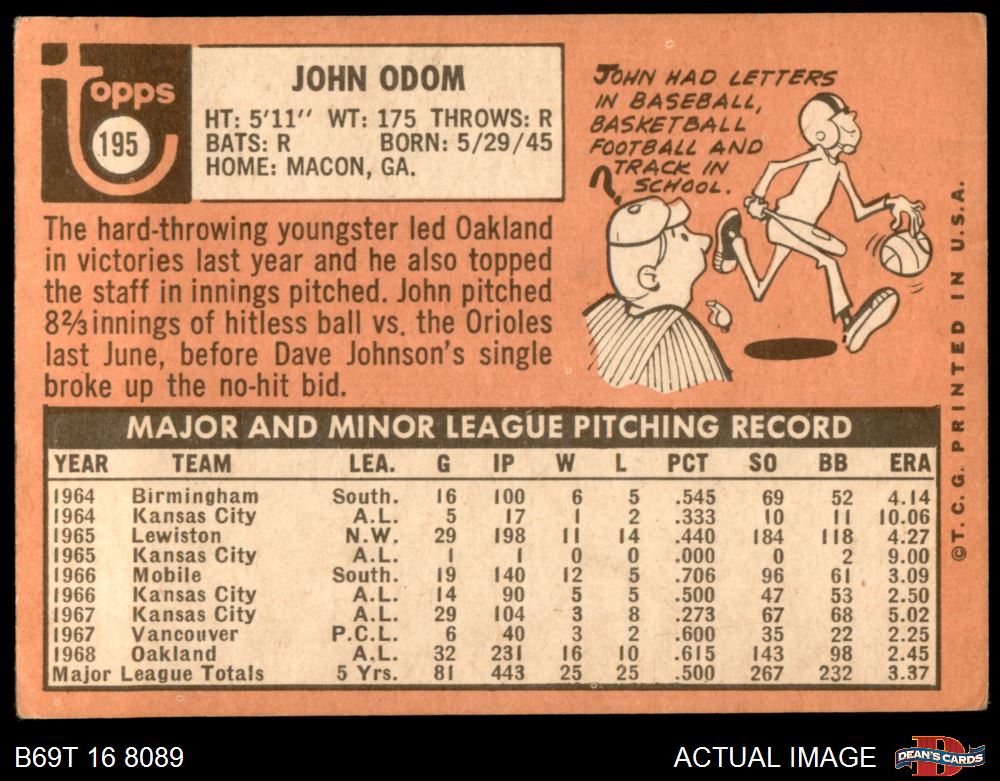 topps
195
JOHN ODOM
HT: 5'11" WT: 175 THROWS: R
BATS: R BORN: 5/29/45
HOME: MACON, GA.
The hard-throwing youngster led Oakland
in victories last year and he also topped
the staff in innings pitched. John pitched
8⅔ innings of hitless ball vs. the Orioles
last June, before Dave Johnson's single
broke up the no-hit bid.
JOHN HAD LETTERS
IN BASEBALL,
BASKETBALL
FOOTBALL AND
TRACK IN
SCHOOL.
?
©T.C.G. PRINTED IN U.S.A.
MAJOR AND MINOR LEAGUE PITCHING RECORD
YEAR TEAM LEA. G IP W L PCT SO BB ERA
1964 Birmingham South. 16 100 6 5 .545 69 52 4.14
1964 Kansas City A.L. 5 17 1 2 .333 10 11 10.06
1965 Lewiston N.W. 29 198 11 14 .440 184 118 4.27
1965 Kansas City A.L. 1 1 0 0 .000 0 2 9.00
1966 Mobile South. 19 140 12 5 .706 96 61 3.09
1966 Kansas City A.L. 14 90 5 5 .500 47 53 2.50
1967 Kansas City A.L. 29 104 3 8 .273 67 68 5.02
1967 Vancouver P.C.L. 6 40 3 2 .600 35 22 2.25
1968 Oakland A.L. 32 231 16 10 .615 143 98 2.45
Major League Totals 5 Yrs. 81 443 25 25 .500 267 232 3.37
B69T 16 8089
ACTUAL IMAGE
D
DEAN'S CARDS